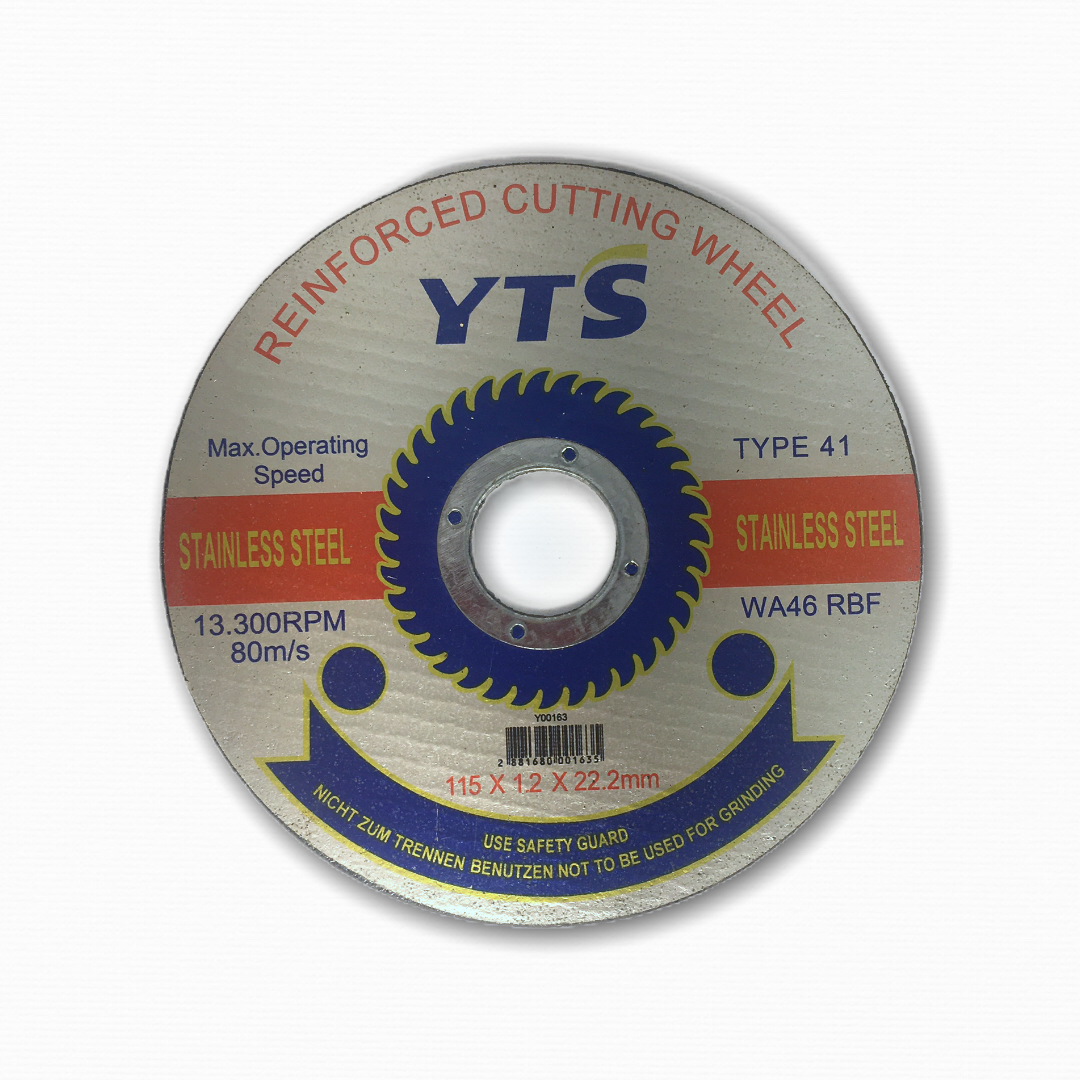 REINFORCED CUTTING WHEEL
YTS
Max.Operating
Speed
TYPE 41
STAINLESS STEEL
STAINLESS STEEL
13.300RPM
80m/s
WA46 RBF
Y00163
2 881680 001635
115 X 1.2 X 22.2mm
USE SAFETY GUARD
NICHT ZUM TRENNEN BENUTZEN NOT TO BE USED FOR GRINDING